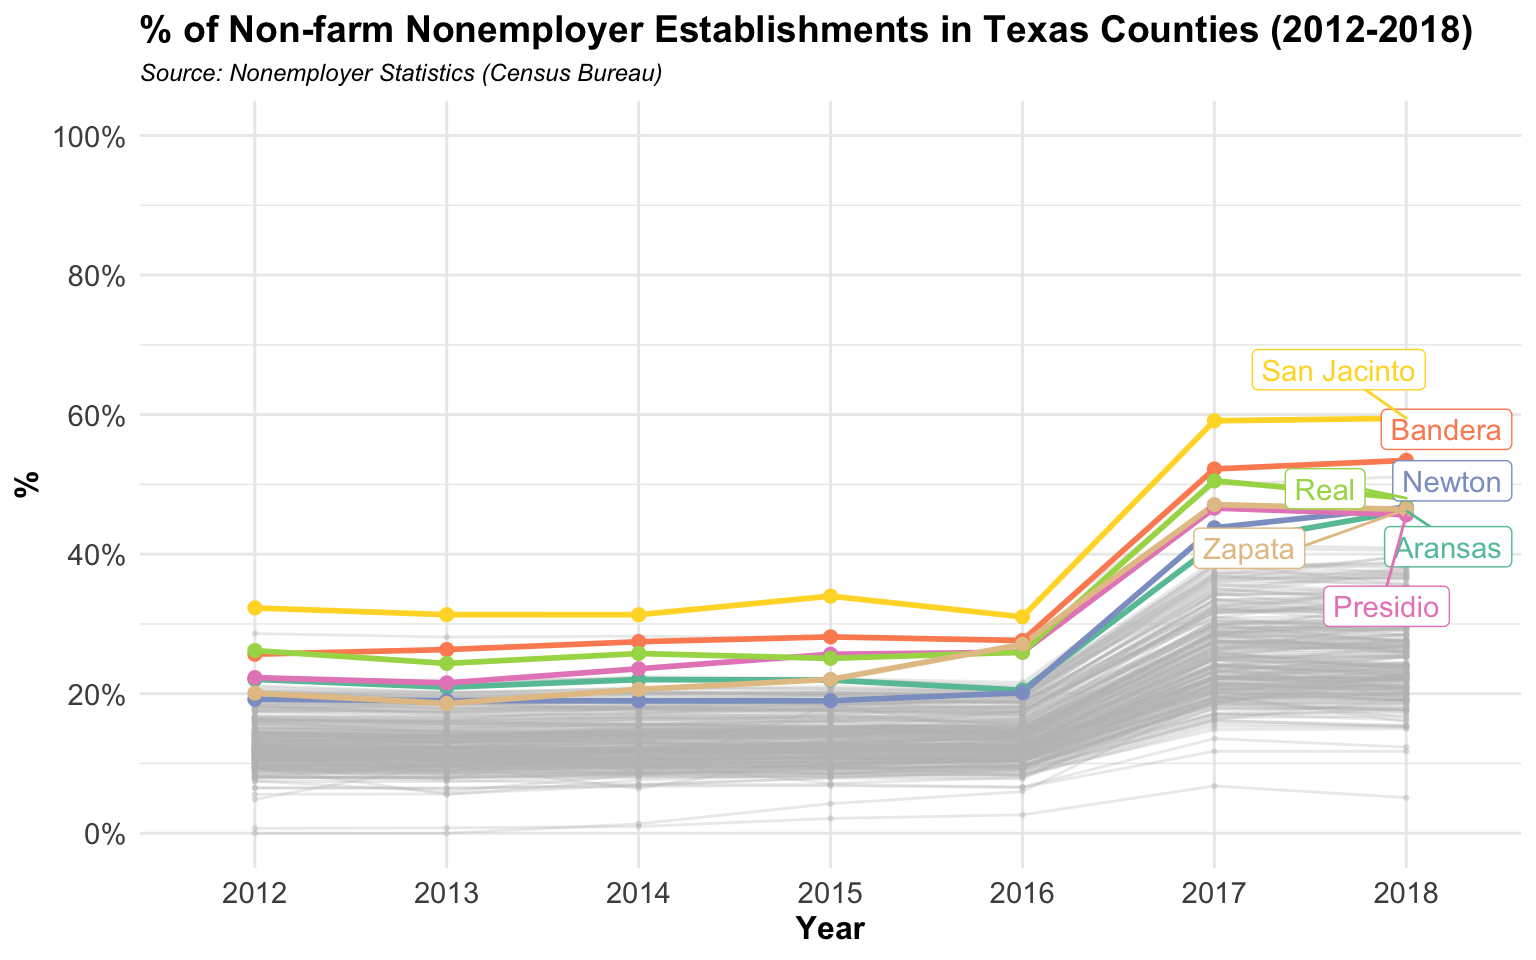 % of Non-farm Nonemployer Establishments in Texas Counties (2012-2018)
Source: Nonemployer Statistics (Census Bureau)
100%
80%
60%
40%
20%
0%
%
San Jacinto
Bandera
Newton
Real
Aransas
Zapata
Presidio
2012 2013 2014 2015 2016 2017 2018
Year